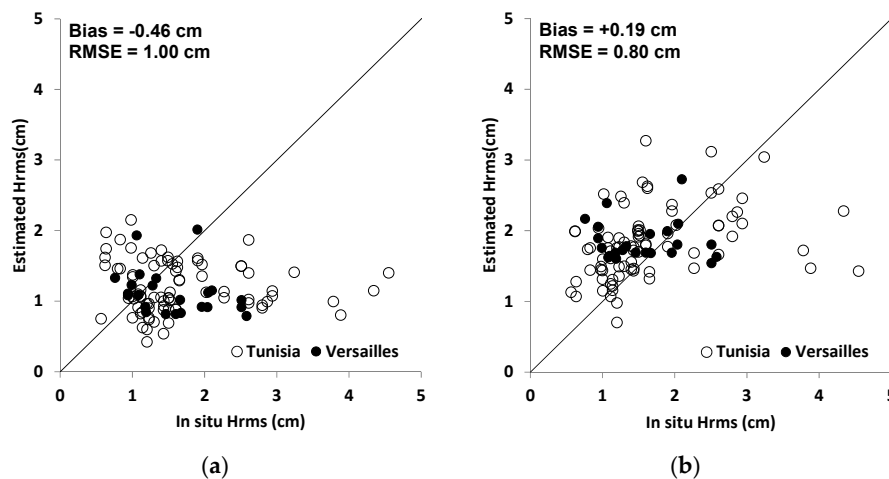 Bias = -0.46 cm
RMSE = 1.00 cm
Estimated Hrms(cm)
5
4
3
2
1
0
Tunisia Versailles
0 1 2 3 4 5
In situ Hrms (cm)
(a)
Bias = +0.19 cm
RMSE = 0.80 cm
Estimated Hrms(cm)
5
4
3
2
1
0
Tunisia Versailles
0 1 2 3 4 5
In situ Hrms (cm)
(b)